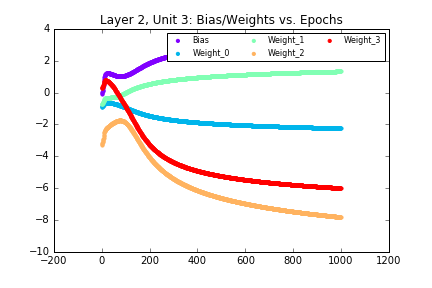 Layer 2, Unit 3: Bias/Weights vs. Epochs
Bias Weight_1 Weight_3
Weight_0 Weight_2
4
2
0
−2
−4
−6
−8
−10
−200 0 200 400 600 800 1000 1200